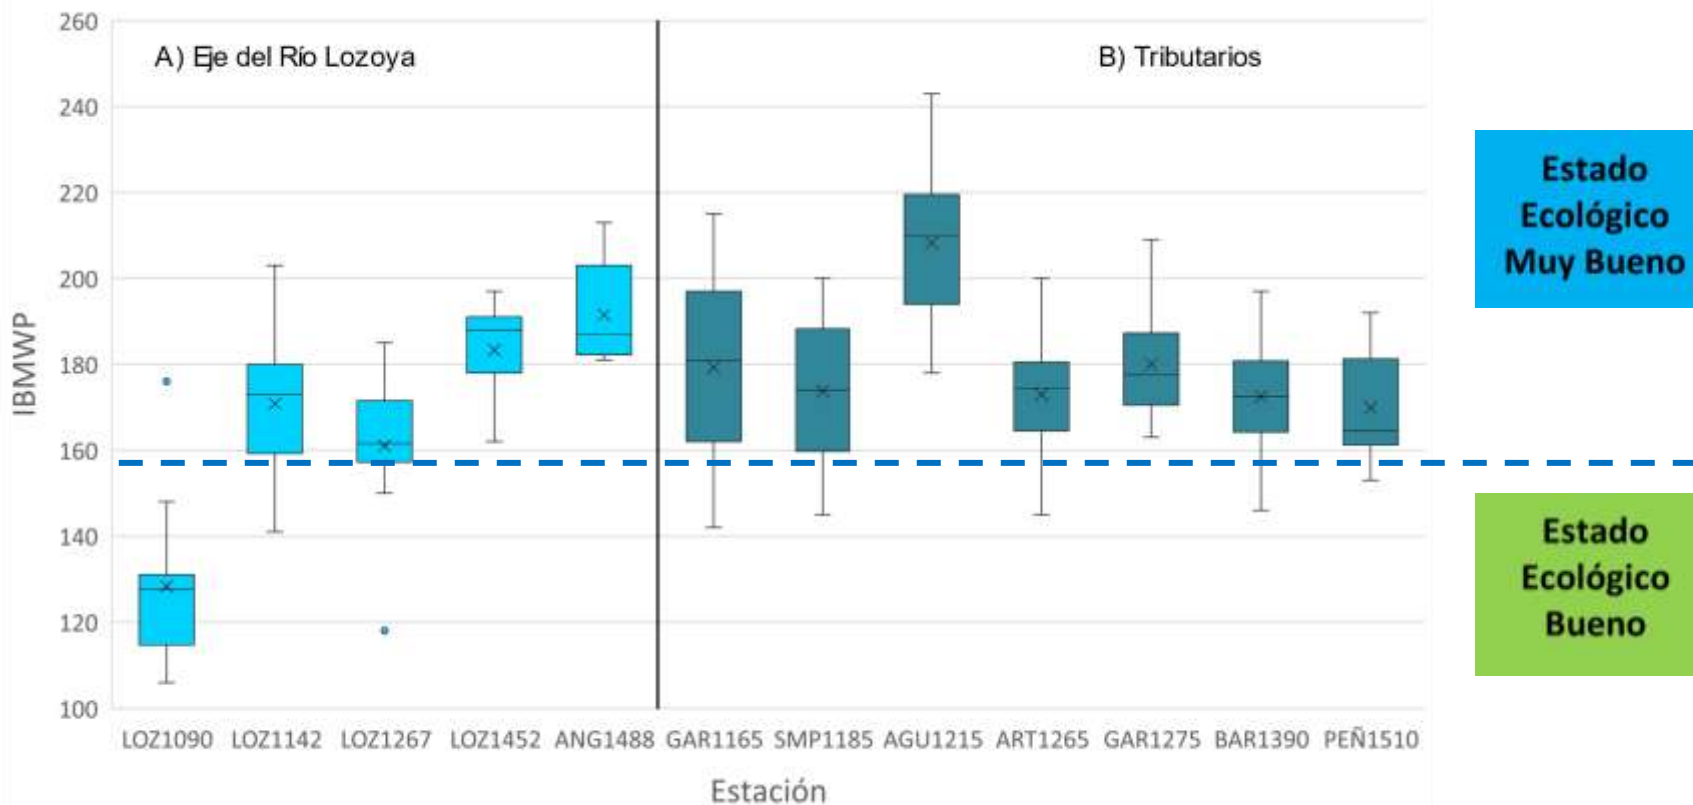 A) Eje del Río Lozoya
B) Tributarios
IBMWP
260
240
220
200
180
160
140
120
100
LOZ1090 LOZ1142 LOZ1267 LOZ1452 ANG1488 GAR1165 SMP1185 AGU1215 ART1265 GAR1275 BAR1390 PEÑ1510
Estación
Estado
Ecológico
Muy Bueno
Estado
Ecológico
Bueno